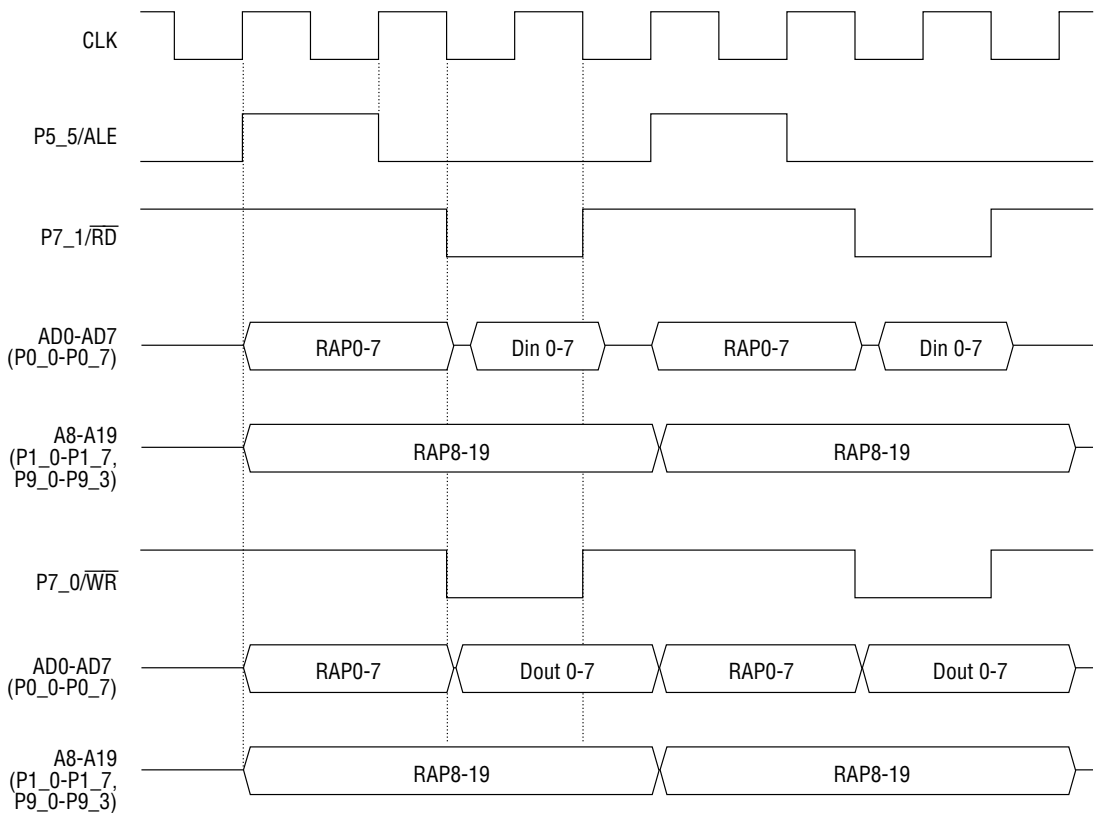 CLK
P5_5/ALE
P7_1/R̅D̅
AD0-AD7
(P0_0-P0_7)
RAP0-7
Din 0-7
RAP0-7
Din 0-7
A8-A19
(P1_0-P1_7,
P9_0-P9_3)
RAP8-19
RAP8-19
P7_0/W̅R̅
AD0-AD7
(P0_0-P0_7)
RAP0-7
Dout 0-7
RAP0-7
Dout 0-7
A8-A19
(P1_0-P1_7,
P9_0-P9_3)
RAP8-19
RAP8-19